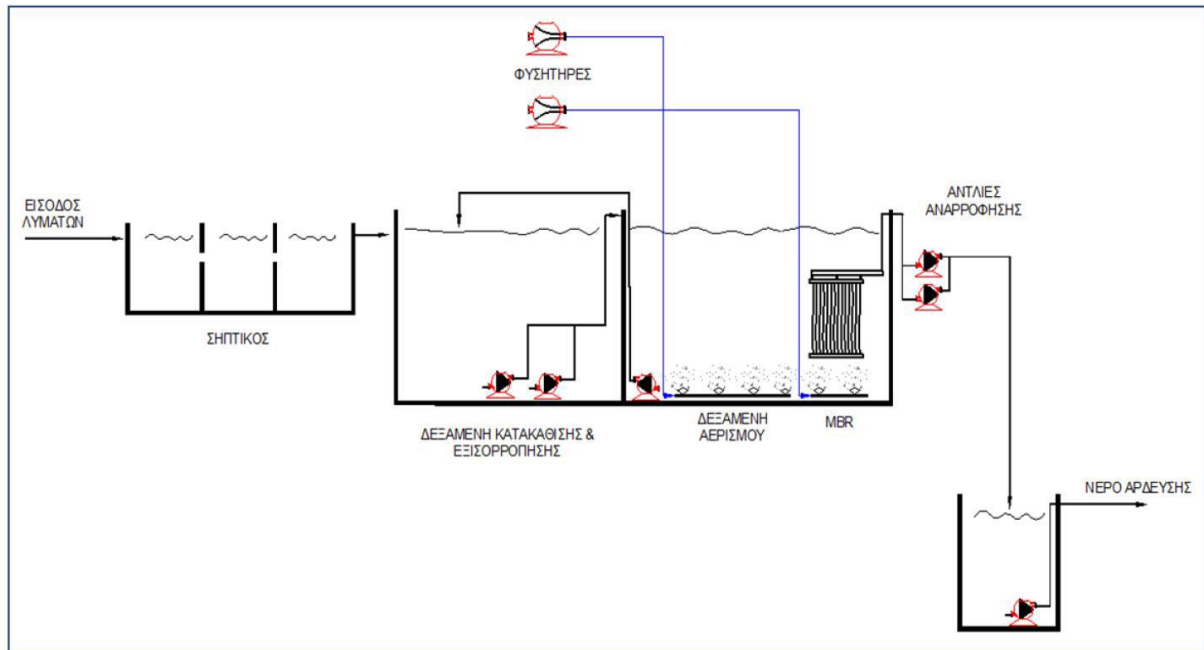 ΦΥΣΗΤΗΡΕΣ
ΕΙΣΟΔΟΣ
ΛΥΜΑΤΩΝ
ΑΝΤΛΙΕΣ
ΑΝΑΡΡΟΦΗΣΗΣ
ΣΗΠΤΙΚΟΣ
ΔΕΞΑΜΕΝΗ ΚΑΤΑΚΑΘΙΣΗΣ &
ΕΞΙΣΟΡΡΟΠΗΣΗΣ
ΔΕΞΑΜΕΝΗ
ΑΕΡΙΣΜΟΥ
MBR
ΝΕΡΟ ΑΡΔΕΥΣΗΣ